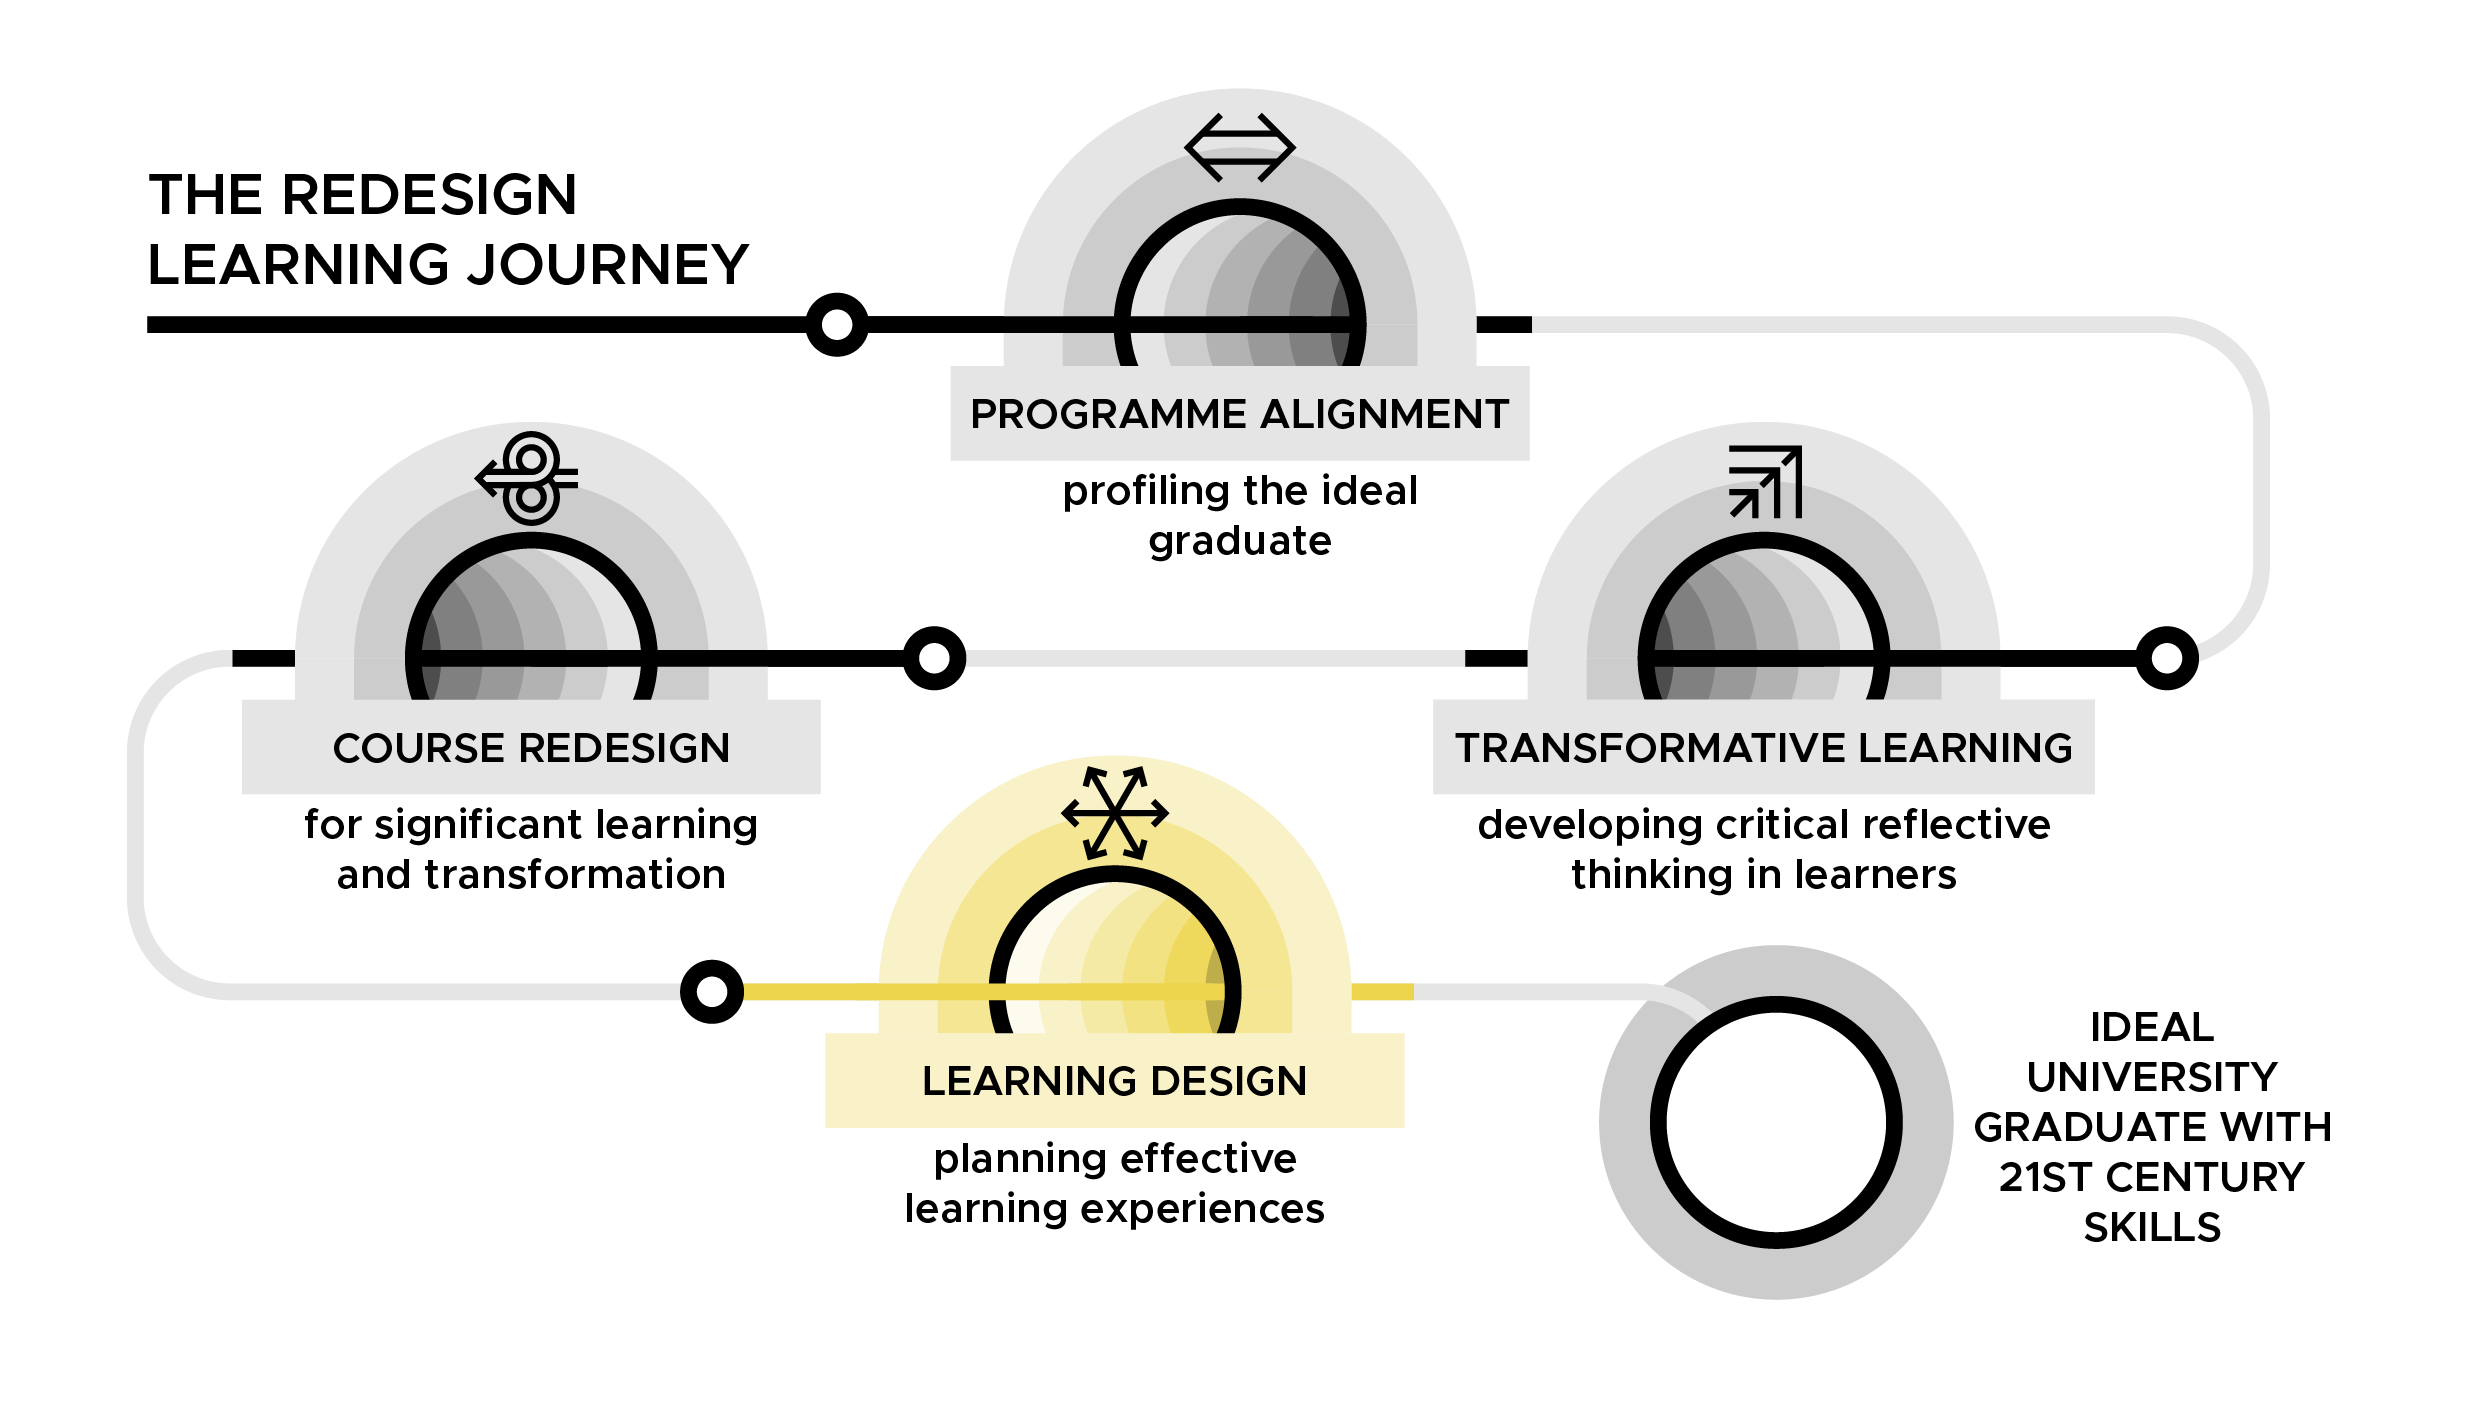 THE REDESIGN
LEARNING JOURNEY
PROGRAMME ALIGNMENT
profiling the ideal
graduate
TRANSFORMATIVE LEARNING
developing critical reflective
thinking in learners
COURSE REDESIGN
for significant learning
and transformation
LEARNING DESIGN
planning effective
learning experiences
IDEAL
UNIVERSITY
GRADUATE WITH
21ST CENTURY
SKILLS